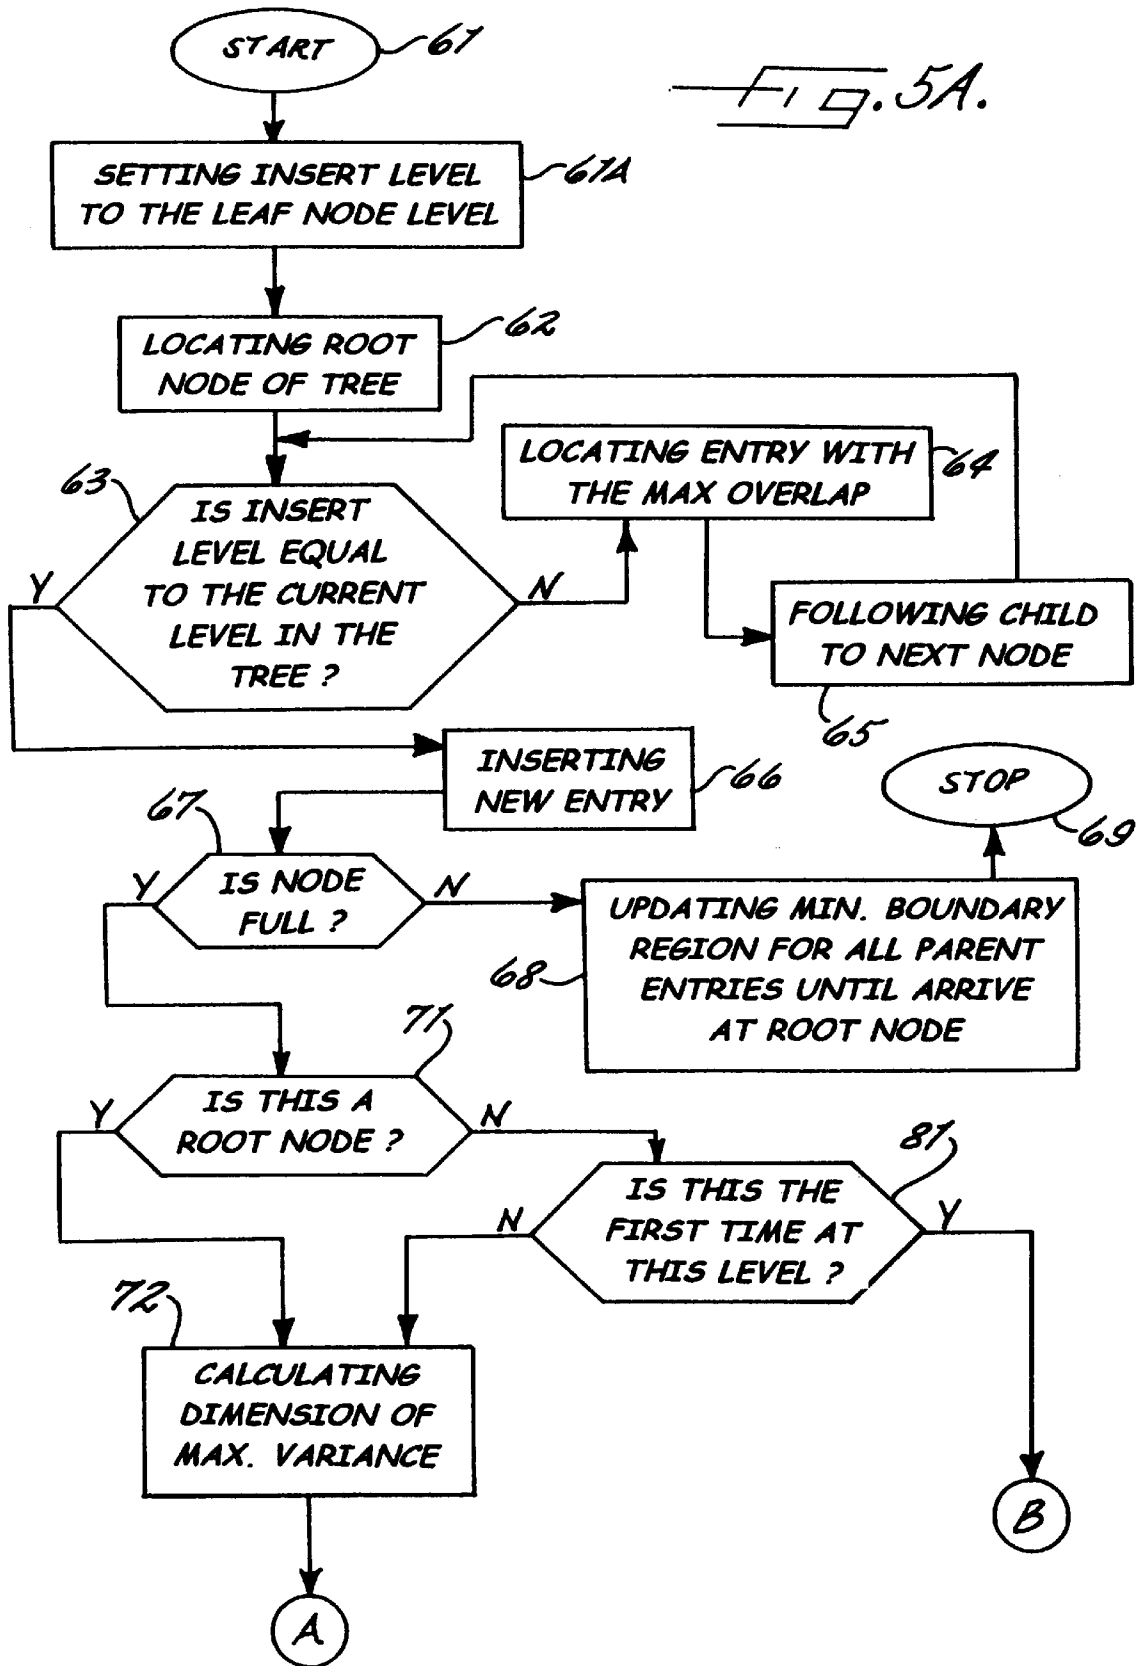 START
61
Fig. 5A.
SETTING INSERT LEVEL
TO THE LEAF NODE LEVEL
61A
LOCATING ROOT
NODE OF TREE
62
LOCATING ENTRY WITH
THE MAX OVERLAP
64
63
IS INSERT
LEVEL EQUAL
TO THE CURRENT
LEVEL IN THE
TREE ?
Y
N
FOLLOWING CHILD
TO NEXT NODE
65
INSERTING
NEW ENTRY
66
STOP
69
67
IS NODE
FULL ?
Y
N
UPDATING MIN. BOUNDARY
REGION FOR ALL PARENT
ENTRIES UNTIL ARRIVE
AT ROOT NODE
68
71
IS THIS A
ROOT NODE ?
Y
N
81
IS THIS THE
FIRST TIME AT
THIS LEVEL ?
N
Y
72
CALCULATING
DIMENSION OF
MAX. VARIANCE
B
A